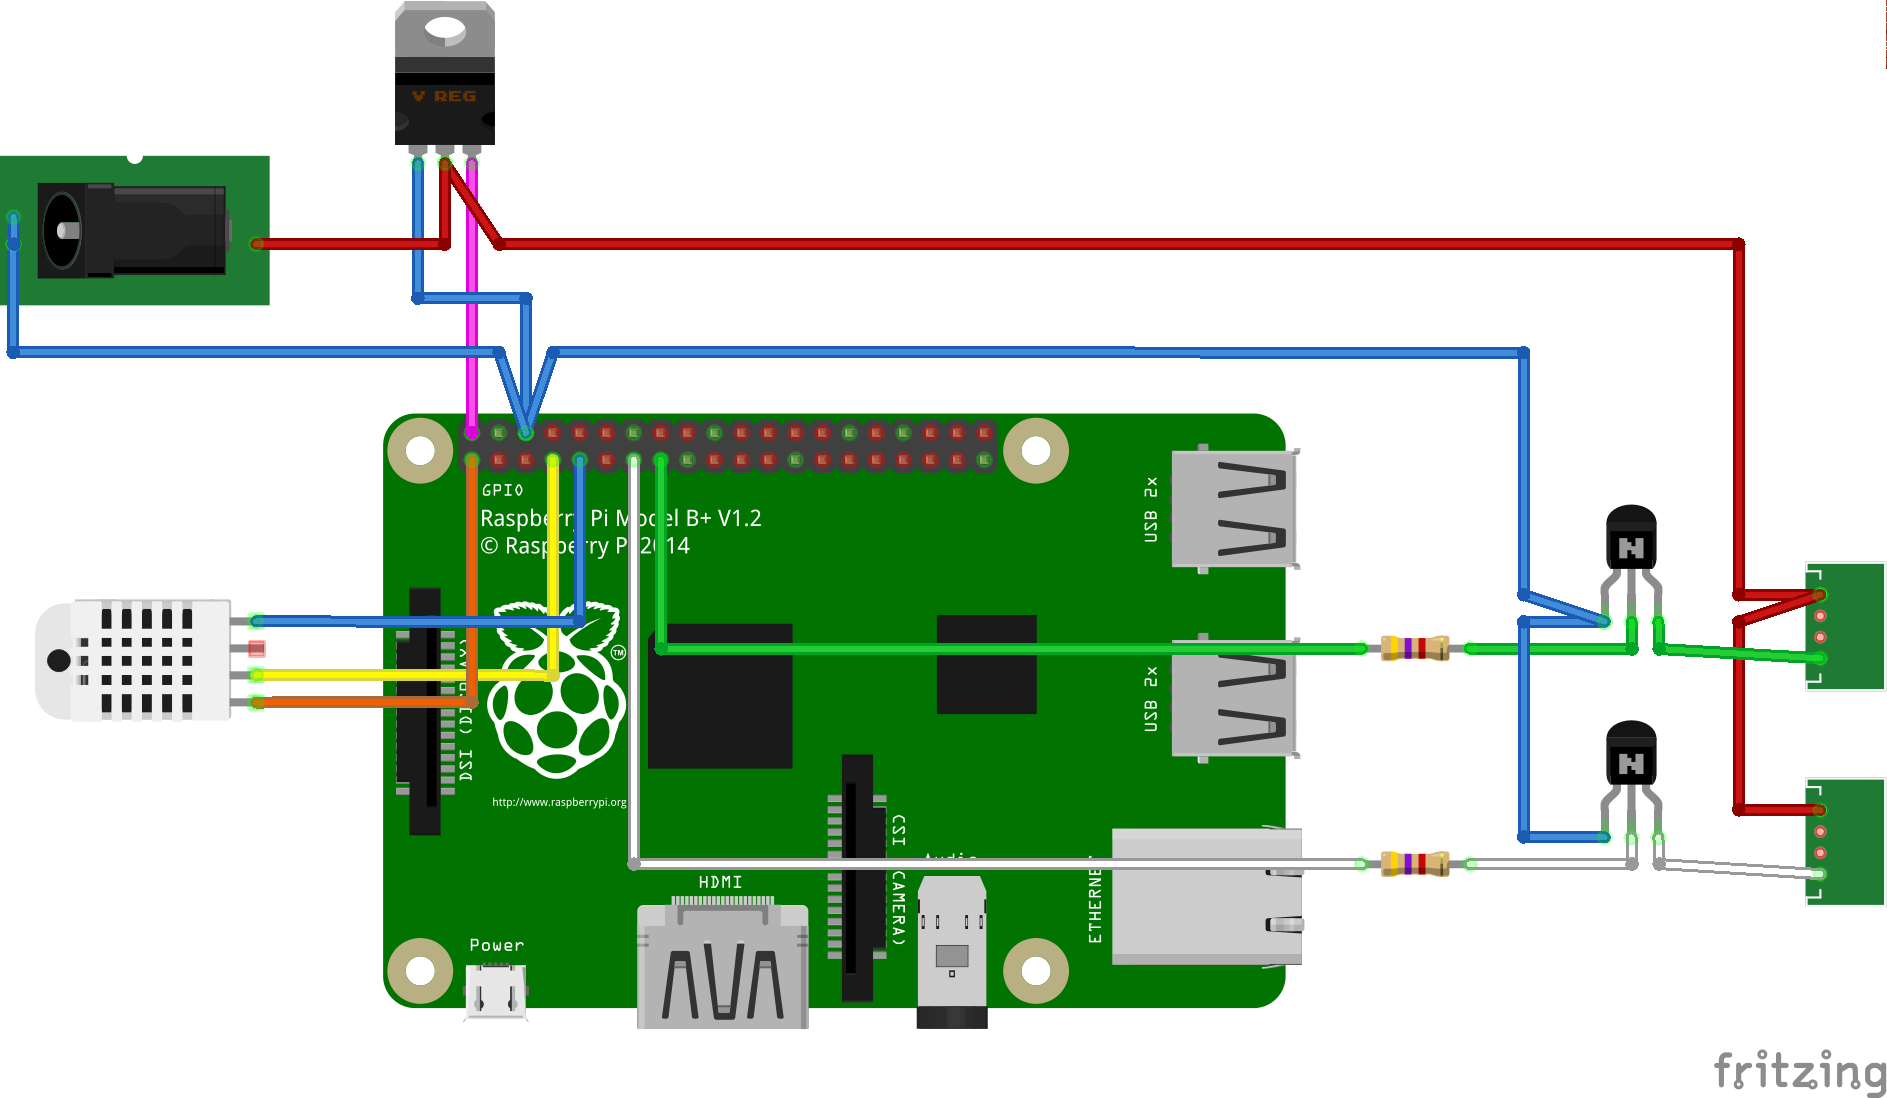 V REG
GPIO
Raspberry Pi Model B+ V1.2
© Raspberry Pi 2014
USB 2x
TM
USB 2x
DSI
http://www.raspberrypi.org
CSI (CAMERA)
Audio
HDMI
ETHERNET
Power
N
N
fritzing